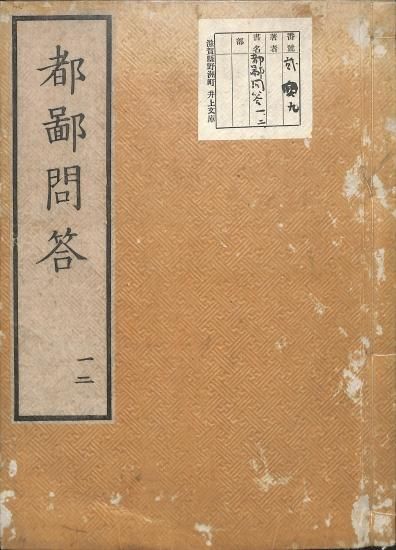 都鄙問答
一二
番號
著者
書名 都鄙問答 一、二
部
滋賀縣野洲町 井上文庫